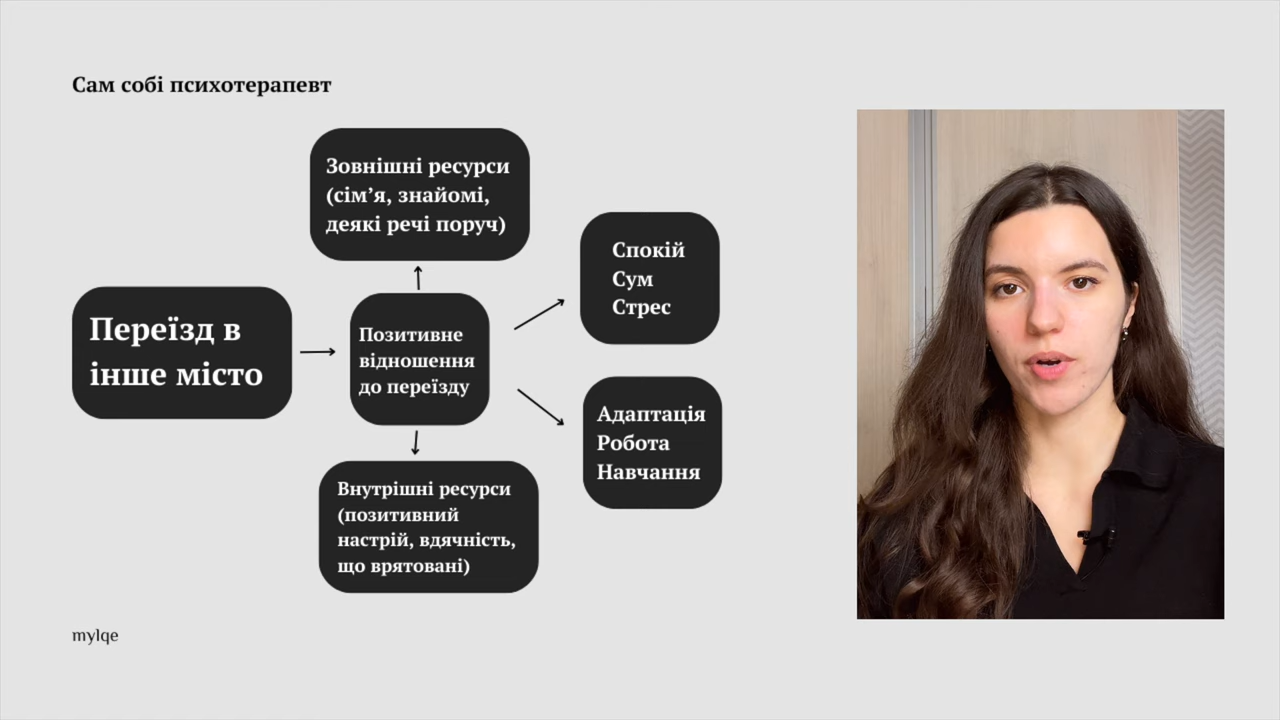 Сам собі психотерапевт
Зовнішні ресурси
(сім’я, знайомі,
деякі речі поруч)
Переїзд в
інше місто
Позитивне
відношення
до переїзду
Спокій
Сум
Стрес
Адаптація
Робота
Навчання
Внутрішні ресурси
(позитивний
настрій, вдячність,
що врятовані)
mylqe